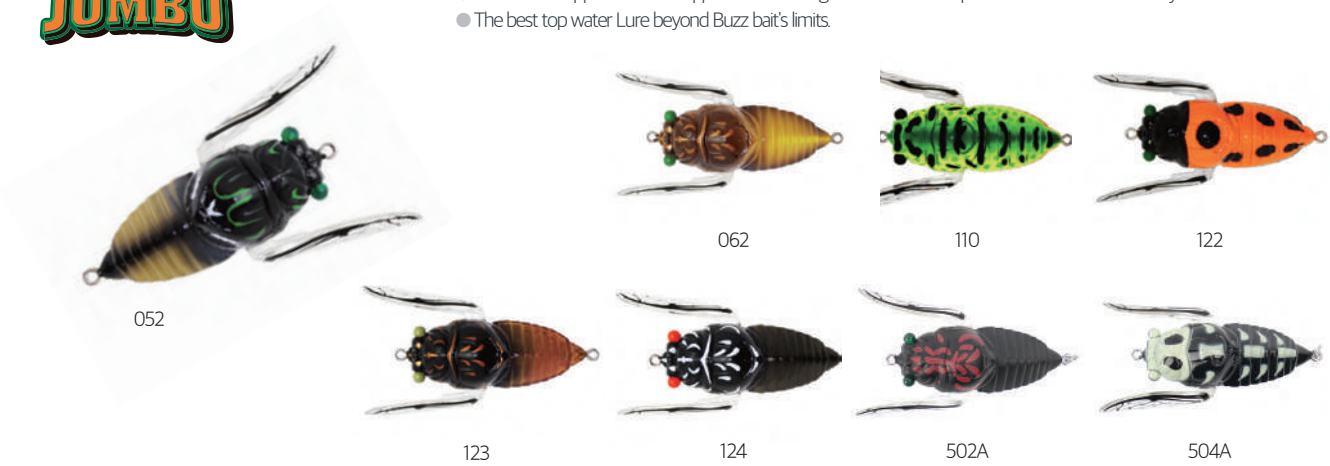 JUMBO
● The best top water Lure beyond Buzz bait's limits.
052
062
110
122
123
124
502A
504A